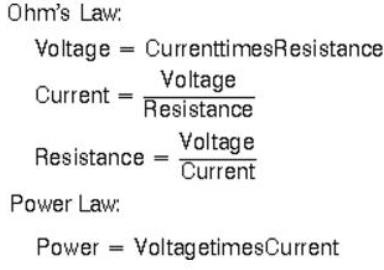 Ohm's Law:
Voltage = CurrenttimesResistance
Current = Voltage / Resistance
Resistance = Voltage / Current
Power Law:
Power = VoltagetimesCurrent